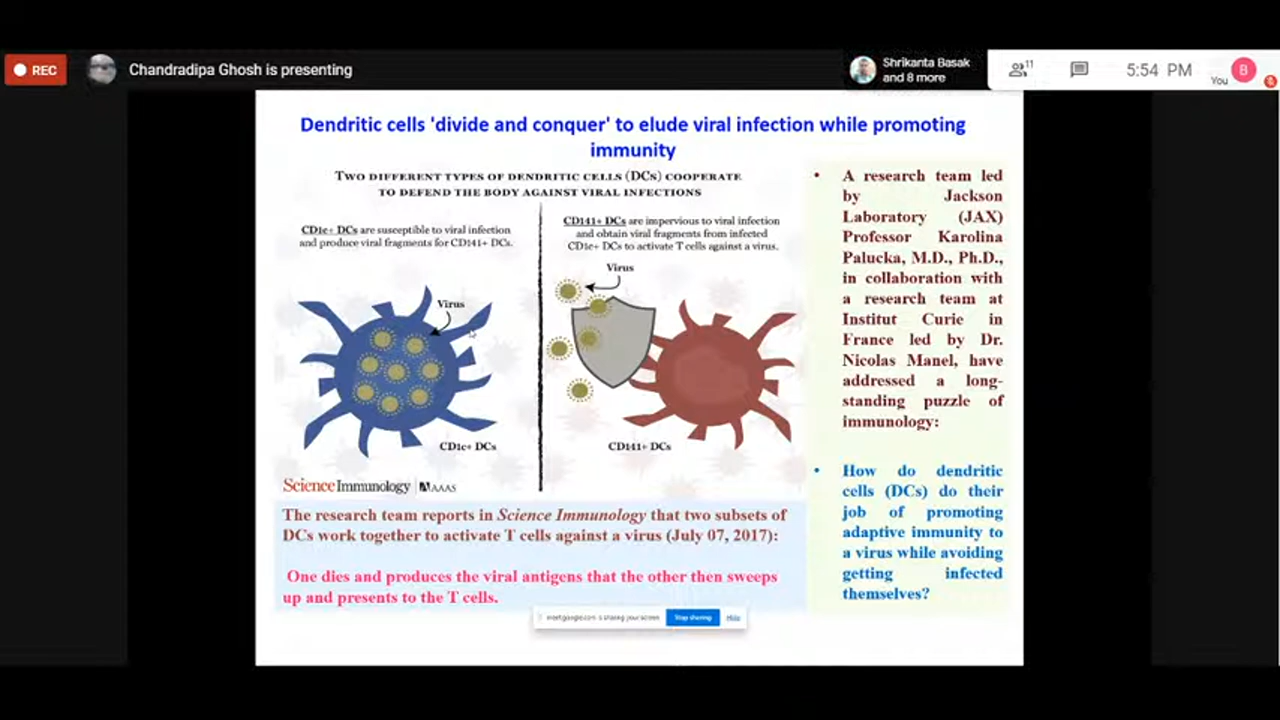 REC
Chandradipa Ghosh is presenting
Shrikanta Basak
and 8 more
11
5:54 PM
You
B
Dendritic cells 'divide and conquer' to elude viral infection while promoting
immunity
TWO DIFFERENT TYPES OF DENDRITIC CELLS (DCs) COOPERATE
TO DEFEND THE BODY AGAINST VIRAL INFECTIONS
CD1c+ DCs are susceptible to viral infection
and produce viral fragments for CD141+ DCs.
Virus
CD1c+ DCs
CD141+ DCs are impervious to viral infection
and obtain viral fragments from infected
CD1c+ DCs to activate T cells against a virus.
Virus
CD141+ DCs
Science Immunology | AAAS
The research team reports in Science Immunology that two subsets of
DCs work together to activate T cells against a virus (July 07, 2017):
One dies and produces the viral antigens that the other then sweeps
up and presents to the T cells.
• A research team led
by Jackson
Laboratory (JAX)
Professor Karolina
Palucka, M.D., Ph.D.,
in collaboration with
a research team at
Institut Curie in
France led by Dr.
Nicolas Manel, have
addressed a long-
standing puzzle of
immunology:
• How do dendritic
cells (DCs) do their
job of promoting
adaptive immunity to
a virus while avoiding
getting infected
themselves?
meet.google.com is sharing your screen
Stop sharing
Hide